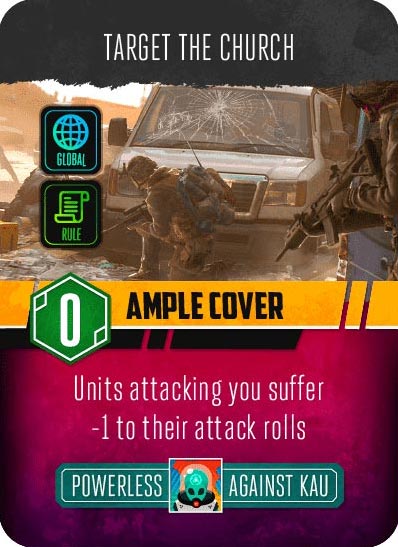 TARGET THE CHURCH
GLOBAL
RULE
0 AMPLE COVER
Units attacking you suffer
-1 to their attack rolls
POWERLESS AGAINST KAU